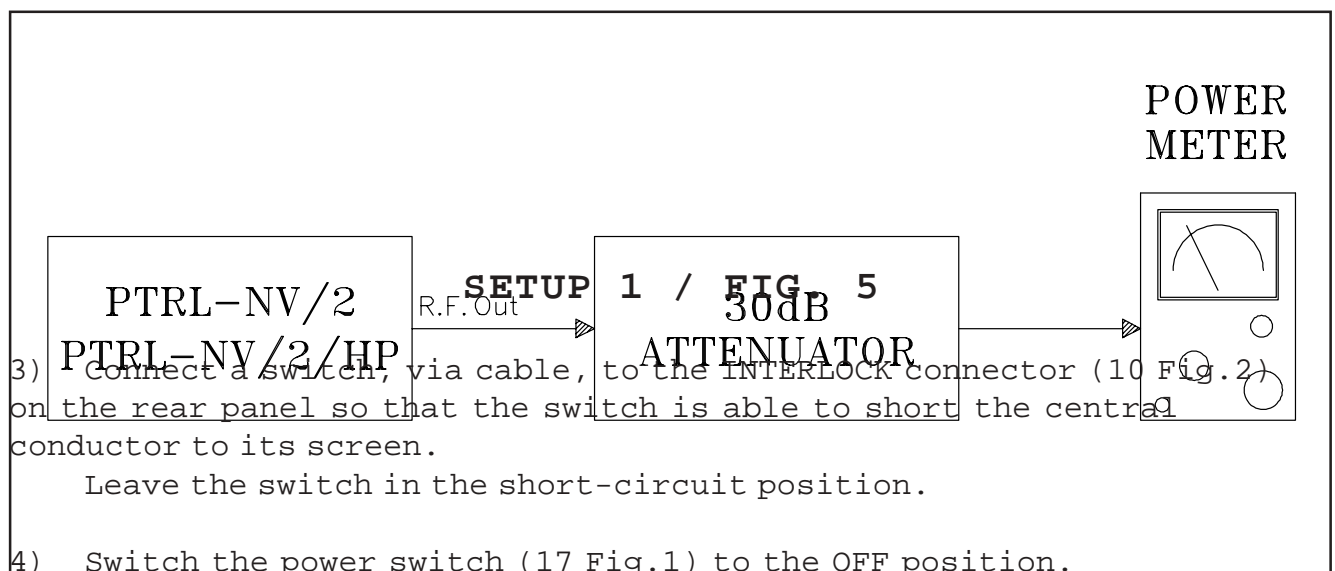 POWER
METER
SETUP 1 / FIG. 5
PTRL-NV/2
R.F. Out
30dB
PTRL-NV/2/HP
ATTENUATOR
3) Connect a switch, via cable, to the INTERLOCK connector (10 Fig.2)
on the rear panel so that the switch is able to short the central
conductor to its screen.
Leave the switch in the short-circuit position.
4) Switch the power switch (17 Fig.1) to the OFF position.